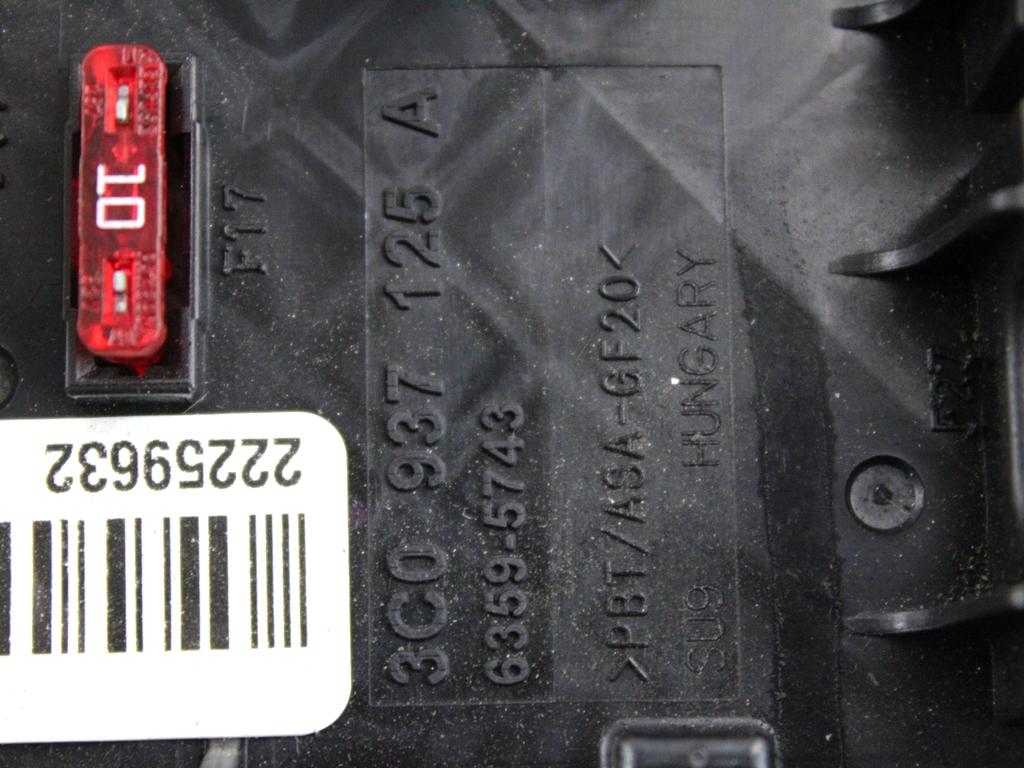 3C0 937 125 A
6359-5743
>PBT/ASA-GF20<
SU9 HUNGARY
F17
10
F27
22259632